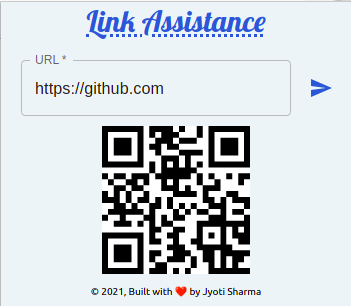 Link Assistance
URL *
https://github.com
© 2021, Built with ❤️ by Jyoti Sharma